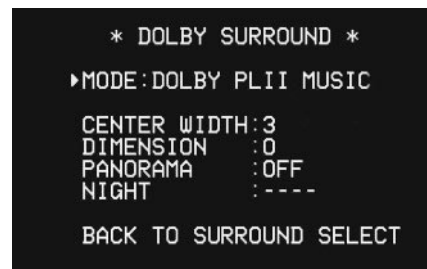 * DOLBY SURROUND *
▶MODE:DOLBY PLII MUSIC
CENTER WIDTH:3
DIMENSION :0
PANORAMA :OFF
NIGHT :----
BACK TO SURROUND SELECT